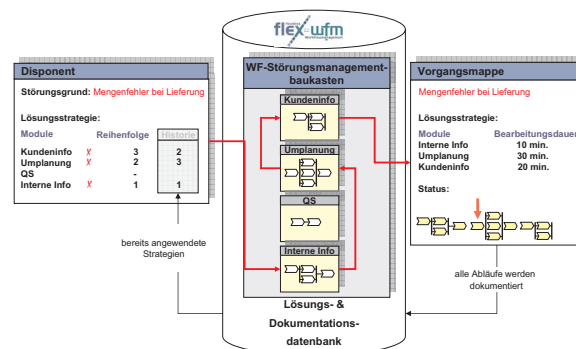 flex-wfm
Disponent
Störungsgrund: Mengenfehler bei Lieferung
Lösungsstrategie:
Module Reihenfolge Historie
Kundeninfo x 3 2
Umplanung x 2 3
QS -
Interne Info x 1 1
bereits angewendete
Strategien
WF-Störungsmanagement-
baukasten
Kundeninfo
Umplanung
QS
Interne Info
Lösungs- &
Dokumentations-
datenbank
Vorgangsmappe
Mengenfehler bei Lieferung
Lösungsstrategie:
Module Bearbeitungsdauer
Interne Info 10 min.
Umplanung 30 min.
Kundeninfo 20 min.
Status:
alle Abläufe werden
dokumentiert